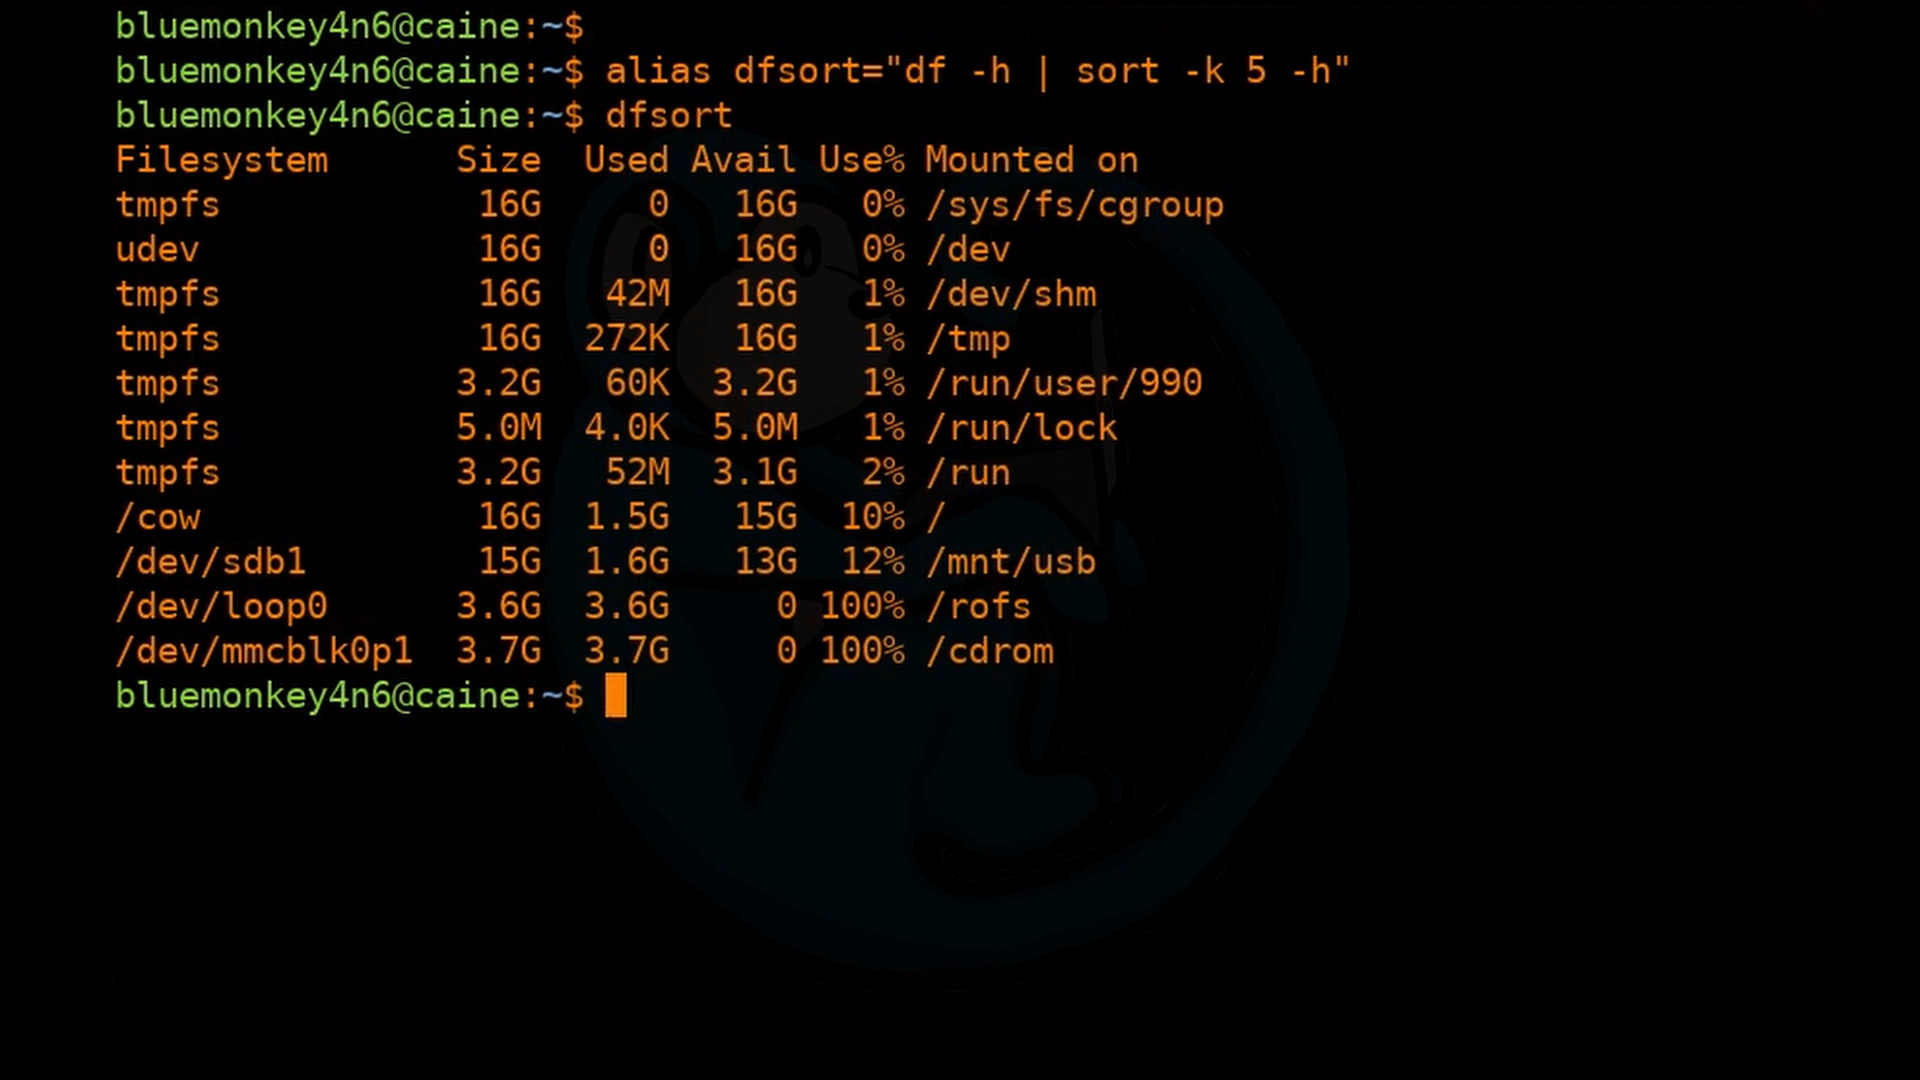 bluemonkey4n6@caine:~$
bluemonkey4n6@caine:~$ alias dfsort="df -h | sort -k 5 -h"
bluemonkey4n6@caine:~$ dfsort
Filesystem      Size  Used Avail Use% Mounted on
tmpfs            16G     0   16G   0% /sys/fs/cgroup
udev             16G     0   16G   0% /dev
tmpfs            16G   42M   16G   1% /dev/shm
tmpfs            16G  272K   16G   1% /tmp
tmpfs           3.2G   60K  3.2G   1% /run/user/990
tmpfs           5.0M  4.0K  5.0M   1% /run/lock
tmpfs           3.2G   52M  3.1G   2% /run
/cow             16G  1.5G   15G  10% /
/dev/sdb1        15G  1.6G   13G  12% /mnt/usb
/dev/loop0      3.6G  3.6G     0 100% /rofs
/dev/mmcblk0p1  3.7G  3.7G     0 100% /cdrom
bluemonkey4n6@caine:~$